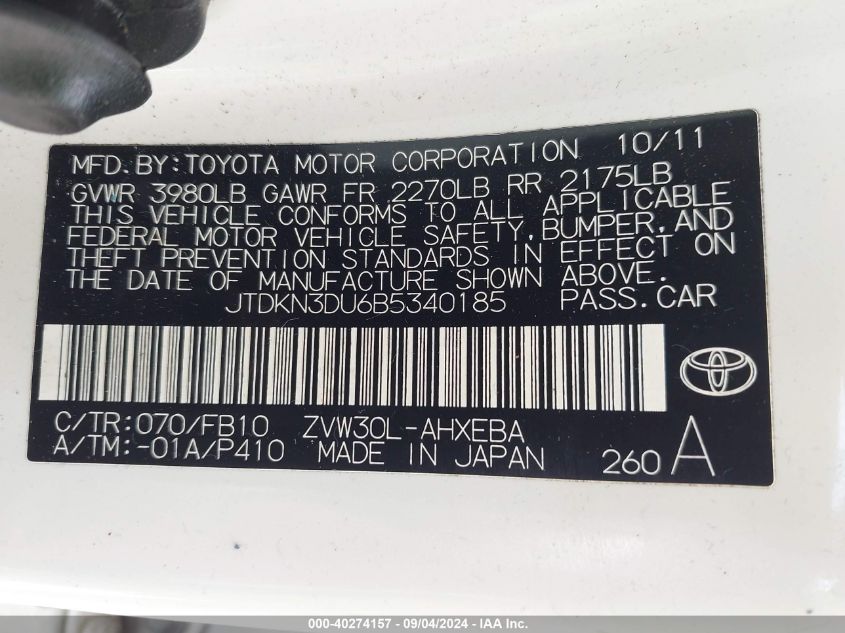 MFD.BY:TOYOTA MOTOR CORPORATION 10/11
GVWR 3980LB GAWR FR 2270LB RR 2175LB
THIS VEHICLE CONFORMS TO ALL APPLICABLE
FEDERAL MOTOR VEHICLE SAFETY,BUMPER,AND
THEFT PREVENTION STANDARDS IN EFFECT ON
THE DATE OF MANUFACTURE SHOWN ABOVE.
JTDKN3DU6B5340185 PASS.CAR
C/TR:070/FB10 ZVW30L-AHXEBA
A/TM:-01A/P410 MADE IN JAPAN 260 A
000-40274157 - 09/04/2024 - IAA Inc.